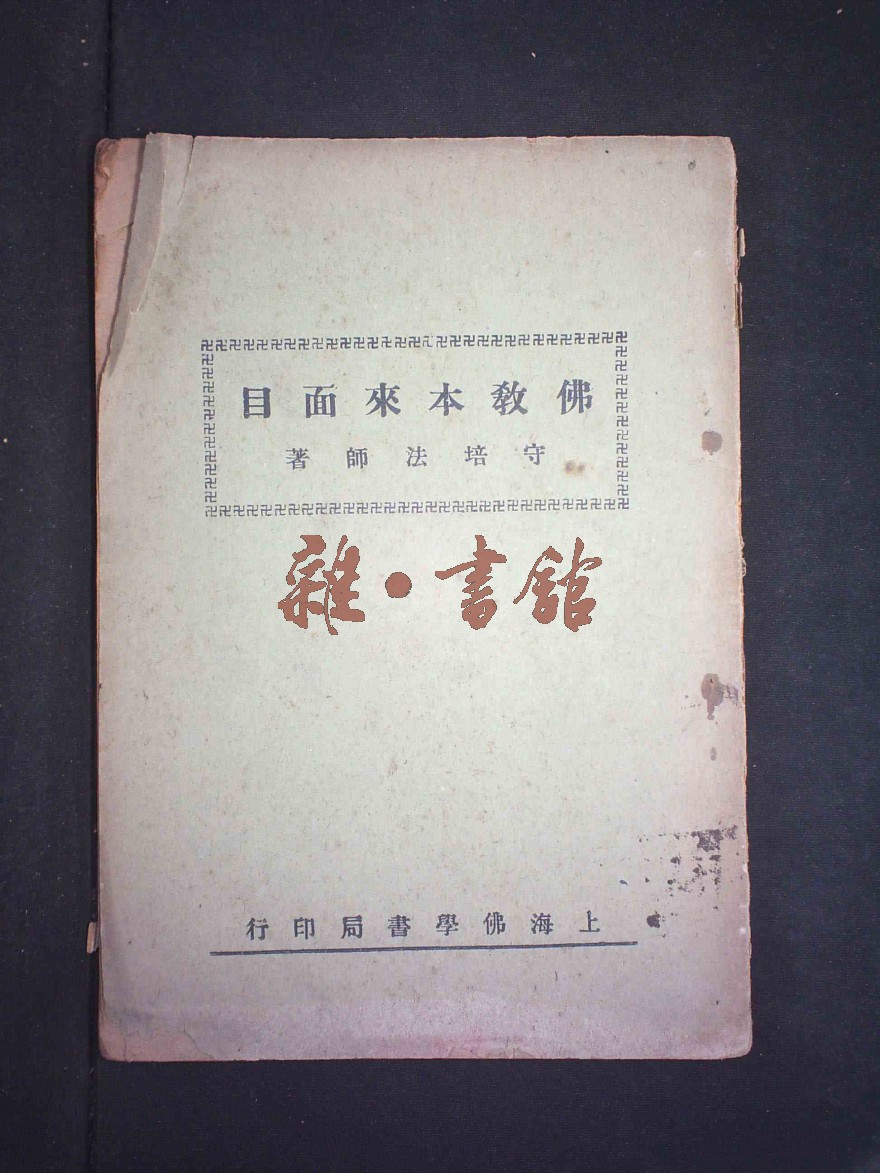 佛教本來面目
守培法師著
雜·書館
上海佛學書局印行